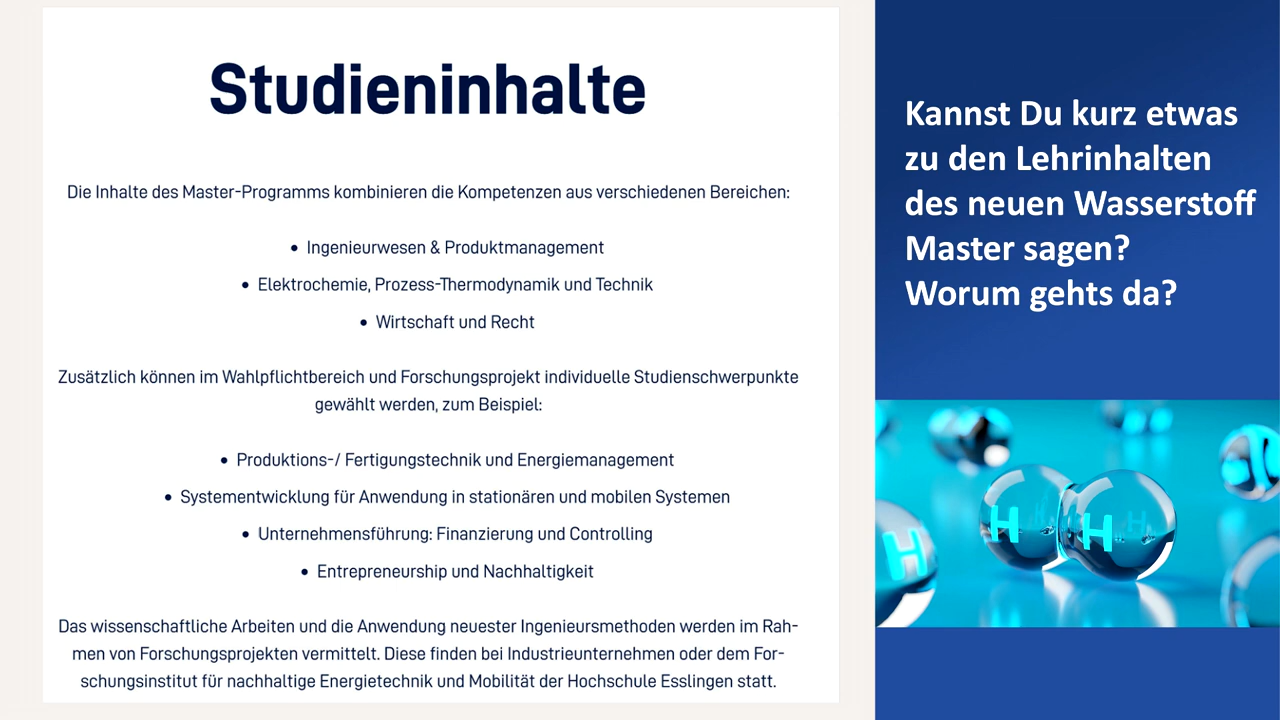 Studieninhalte
Die Inhalte des Master-Programms kombinieren die Kompetenzen aus verschiedenen Bereichen:
• Ingenieurwesen & Produktmanagement
• Elektrochemie, Prozess-Thermodynamik und Technik
• Wirtschaft und Recht
Zusätzlich können im Wahlpflichtbereich und Forschungsprojekt individuelle Studienschwerpunkte
gewählt werden, zum Beispiel:
• Produktions-/ Fertigungstechnik und Energiemanagement
• Systementwicklung für Anwendung in stationären und mobilen Systemen
• Unternehmensführung: Finanzierung und Controlling
• Entrepreneurship und Nachhaltigkeit
Das wissenschaftliche Arbeiten und die Anwendung neuester Ingenieursmethoden werden im Rah-
men von Forschungsprojekten vermittelt. Diese finden bei Industrieunternehmen oder dem For-
schungsinstitut für nachhaltige Energietechnik und Mobilität der Hochschule Esslingen statt.
Kannst Du kurz etwas
zu den Lehrinhalten
des neuen Wasserstoff
Master sagen?
Worum gehts da?
H H H
H